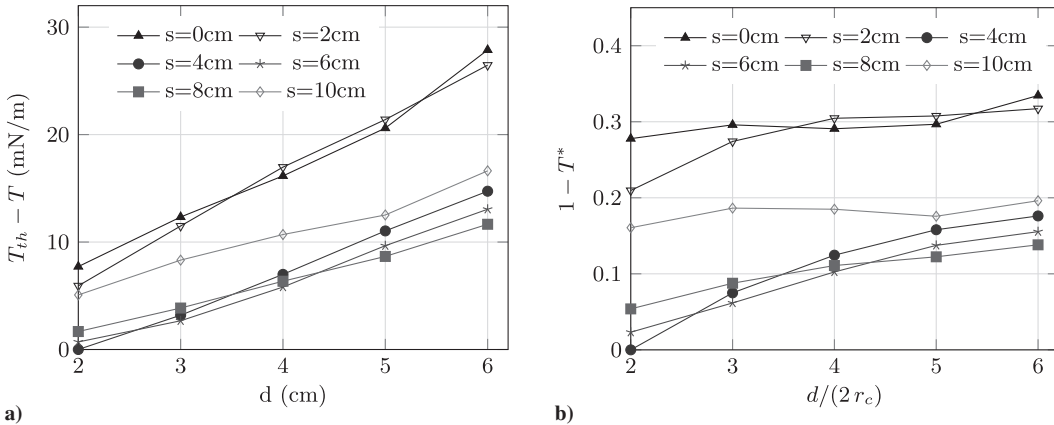 30
20
10
0
2 3 4 5 6
d (cm)
T_{th} − T (mN/m)
s=0cm s=2cm
s=4cm s=6cm
s=8cm s=10cm
a)
0.4
0.3
0.2
0.1
0
2 3 4 5 6
d/(2 r_c)
1 − T*
s=0cm s=2cm s=4cm
s=6cm s=8cm s=10cm
b)